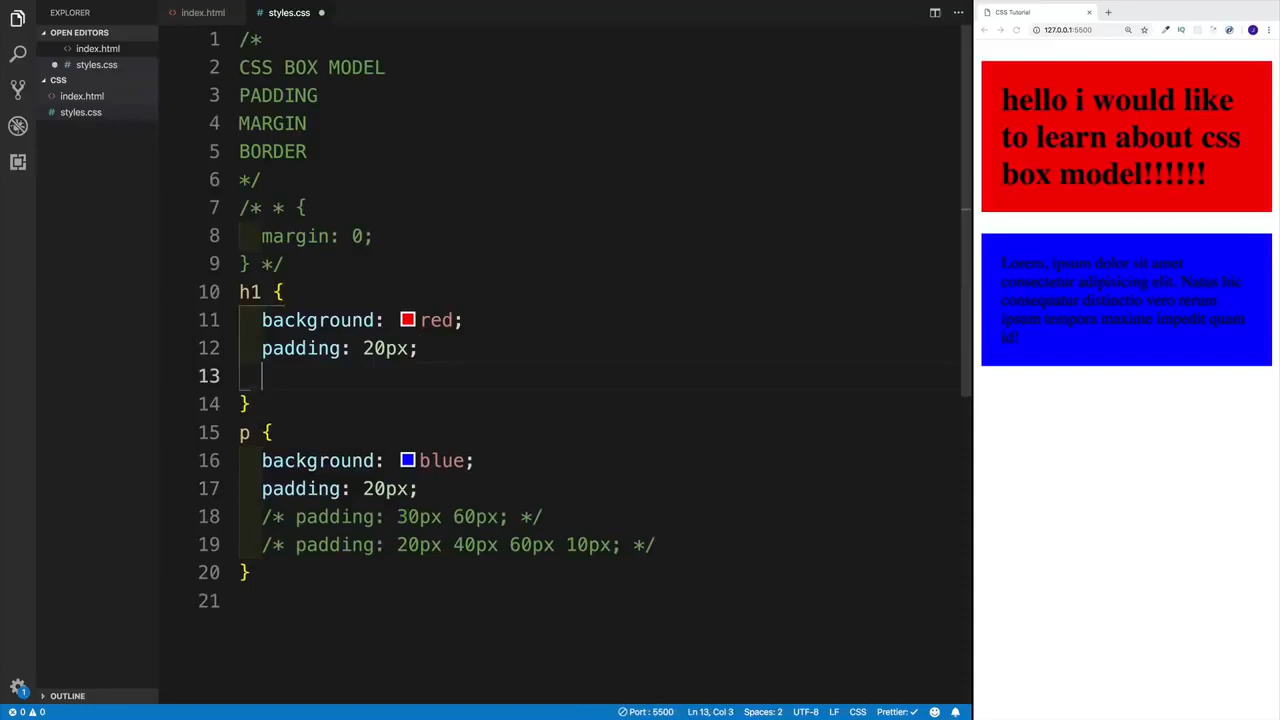 EXPLORER
OPEN EDITORS
index.html
styles.css
CSS
index.html
styles.css
OUTLINE
1
index.html
styles.css
1 /*
2 CSS BOX MODEL
3 PADDING
4 MARGIN
5 BORDER
6 */
7 /* * {
8 margin: 0;
9 } */
10 h1 {
11 background: red;
12 padding: 20px;
13
14 }
15 p {
16 background: blue;
17 padding: 20px;
18 /* padding: 30px 60px; */
19 /* padding: 20px 40px 60px 10px; */
20 }
21
0 0
Port : 5500
Ln 13, Col 3
Spaces: 2
UTF-8
LF
CSS
Prettier: ✓
CSS Tutorial
127.0.0.1:5500
IQ
J
hello i would like
to learn about css
box model!!!!!!
Lorem, ipsum dolor sit amet
consectetur adipisicing elit. Natus hic
consequatur distinctio vero rerum
ipsum tempora maxime impedit quam
id!